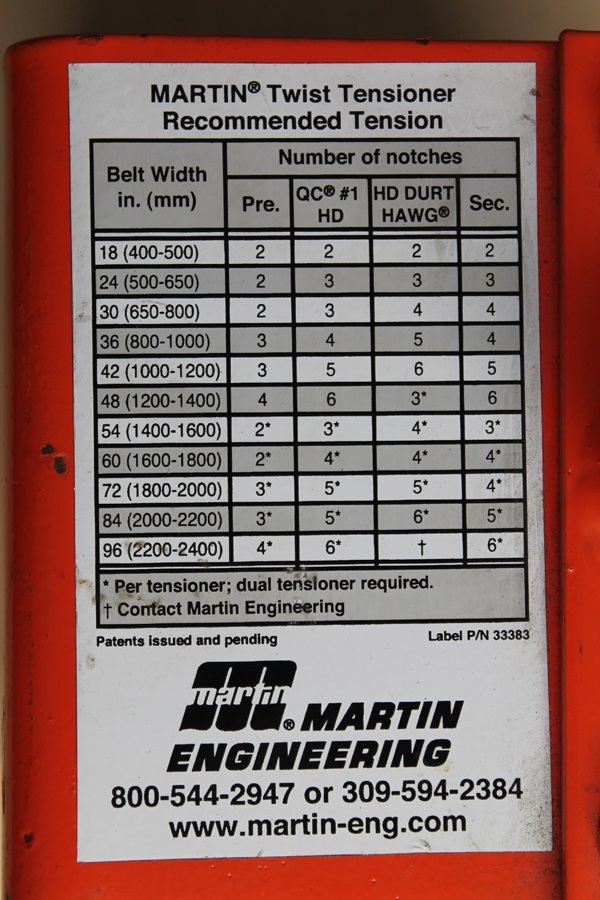 MARTIN® Twist Tensioner
Recommended Tension
Belt Width in. (mm) Number of notches
Pre. QC® #1 HD HD DURT HAWG® Sec.
18 (400-500) 2 2 2 2
24 (500-650) 2 3 3 3
30 (650-800) 2 3 4 4
36 (800-1000) 3 4 5 4
42 (1000-1200) 3 5 6 5
48 (1200-1400) 4 6 3* 6
54 (1400-1600) 2* 3* 4* 3*
60 (1600-1800) 2* 4* 4* 4*
72 (1800-2000) 3* 5* 5* 4*
84 (2000-2200) 3* 5* 6* 5*
96 (2200-2400) 4* 6* † 6*
* Per tensioner; dual tensioner required.
† Contact Martin Engineering
Patents issued and pending Label P/N 33383
martin® MARTIN
ENGINEERING
800-544-2947 or 309-594-2384
www.martin-eng.com